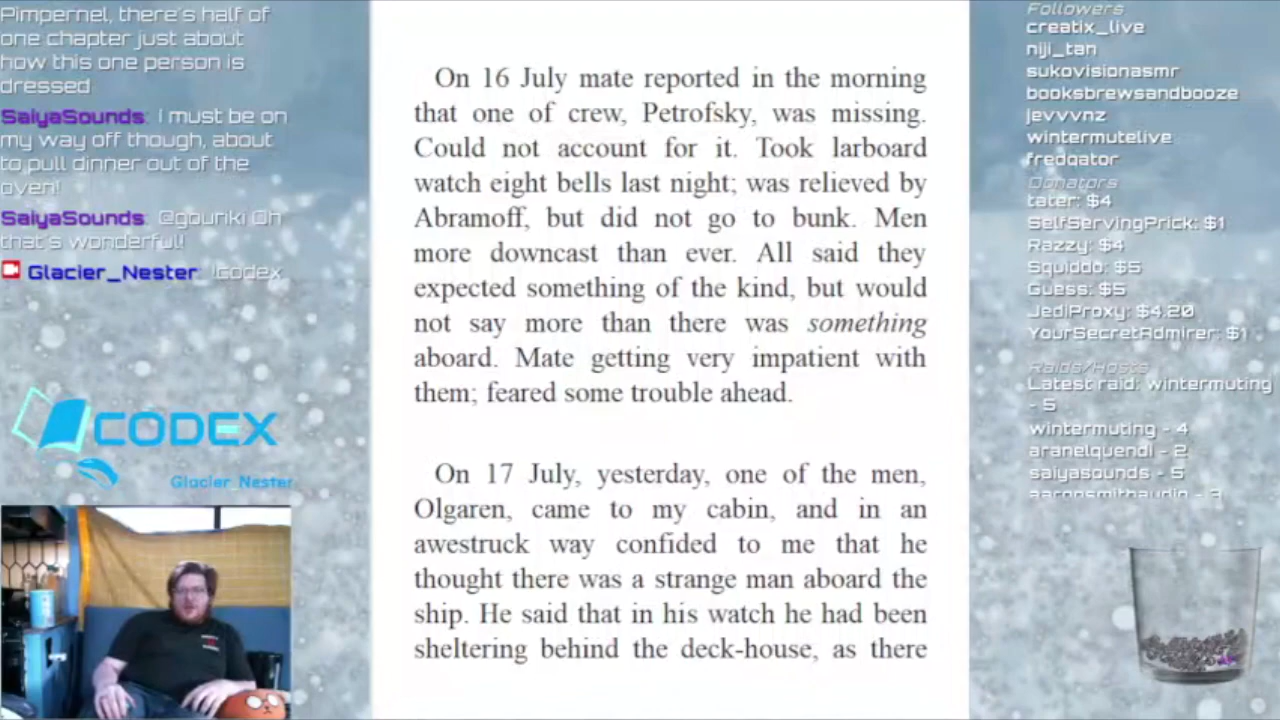 Pimpernel, there's half of
one chapter just about
how this one person is
dressed
SaiyaSounds: I must be on
my way off though, about
to pull dinner out of the
oven!
SaiyaSounds: @gouriki Oh
that's wonderful!
Glacier_Nester: !codex
CODEX
Glacier_Nester
On 16 July mate reported in the morning
that one of crew, Petrofsky, was missing.
Could not account for it. Took larboard
watch eight bells last night; was relieved by
Abramoff, but did not go to bunk. Men
more downcast than ever. All said they
expected something of the kind, but would
not say more than there was something
aboard. Mate getting very impatient with
them; feared some trouble ahead.
On 17 July, yesterday, one of the men,
Olgaren, came to my cabin, and in an
awestruck way confided to me that he
thought there was a strange man aboard the
ship. He said that in his watch he had been
sheltering behind the deck-house, as there
Followers
creatix_live
niji_tan
sukovisionasmr
booksbrewsandbooze
jevvvnz
wintermutelive
fredgator
Donators
tater: $4
SelfServingPrick: $1
Razzy: $4
Squiddo: $5
Guess: $5
JediProxy: $4.20
YourSecretAdmirer: $1
Raids/Hosts
Latest raid: wintermuting
- 5
wintermuting - 4
aranelquendi - 2
saiyasounds - 5
aaronsmithaudio - 3